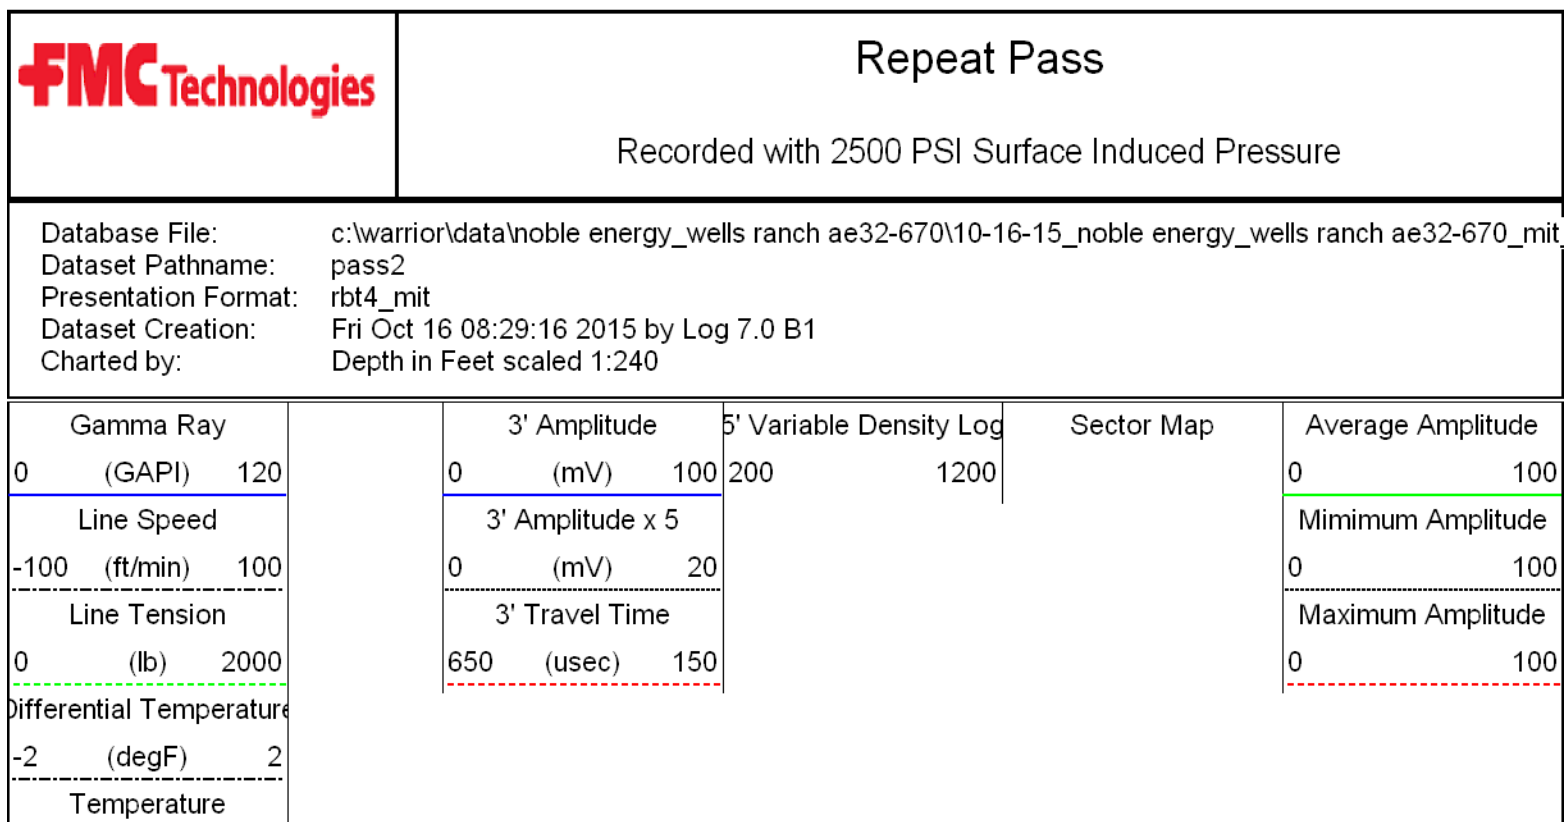 FMC Technologies
Repeat Pass
Recorded with 2500 PSI Surface Induced Pressure
Database File: c:\warrior\data\noble energy_wells ranch ae32-670\10-16-15_noble energy_wells ranch ae32-670_mit_
Dataset Pathname: pass2
Presentation Format: rbt4_mit
Dataset Creation: Fri Oct 16 08:29:16 2015 by Log 7.0 B1
Charted by: Depth in Feet scaled 1:240
Gamma Ray
0 (GAPI) 120
Line Speed
-100 (ft/min) 100
Line Tension
0 (lb) 2000
Differential Temperature
-2 (degF) 2
Temperature
3' Amplitude
0 (mV) 100
3' Amplitude x 5
0 (mV) 20
3' Travel Time
650 (usec) 150
5' Variable Density Log
200 1200
Sector Map
Average Amplitude
0 100
Mimimum Amplitude
0 100
Maximum Amplitude
0 100